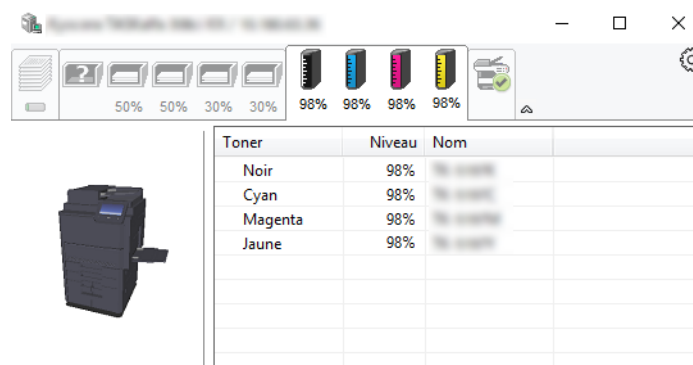 50% 50% 30% 30% 98% 98% 98% 98%
Toner Niveau Nom
Noir 98%
Cyan 98%
Magenta 98%
Jaune 98%